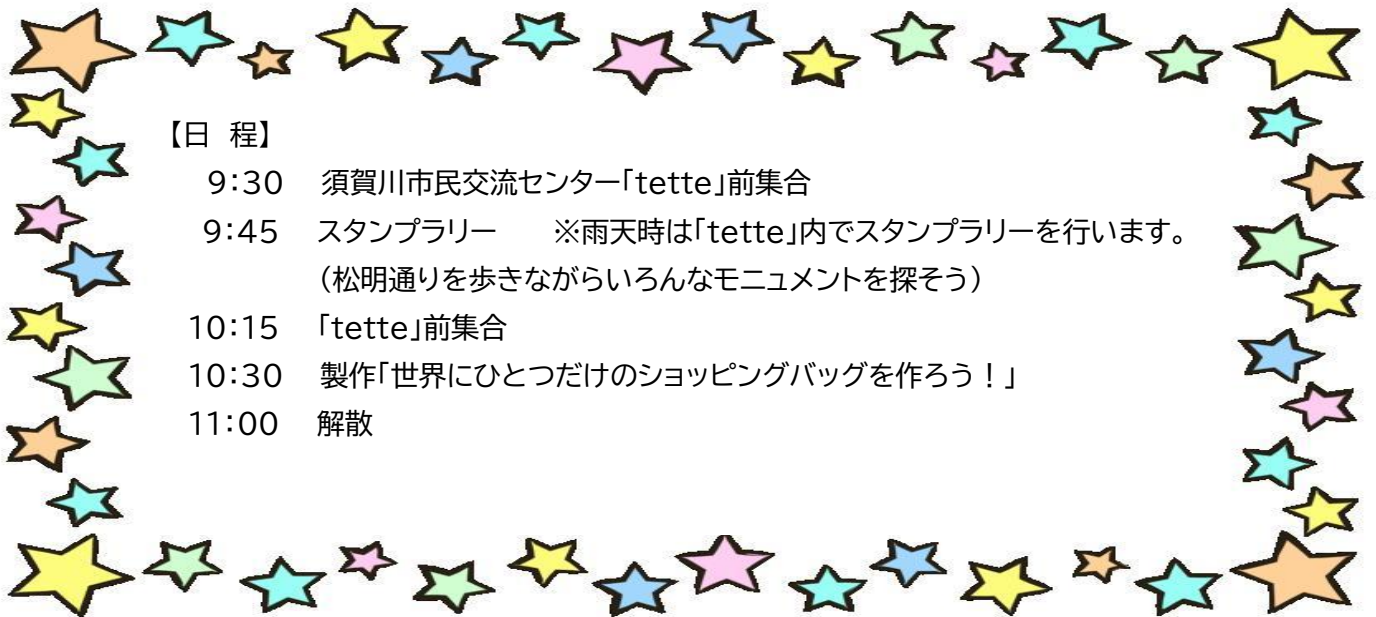 【日 程】
9：30 須賀川市民交流センター「tette」前集合
9：45 スタンプラリー ※雨天時は「tette」内でスタンプラリーを行います。
（松明通りを歩きながらいろんなモニュメントを探そう）
10：15 「tette」前集合
10：30 製作「世界にひとつだけのショッピングバッグを作ろう！」
11：00 解散